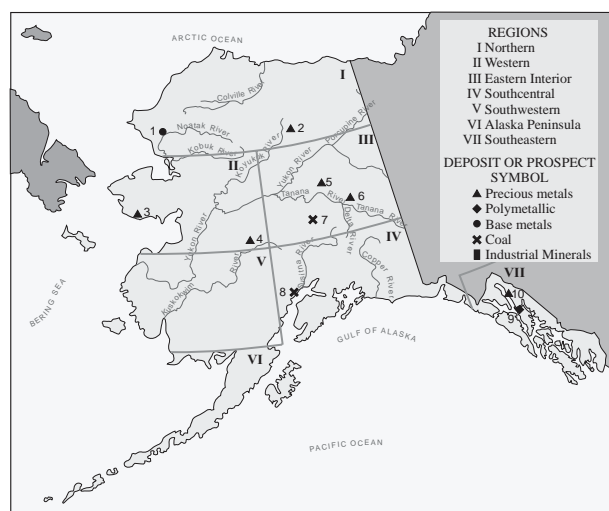 ARCTIC OCEAN
REGIONS
I Northern
II Western
III Eastern Interior
IV Southcentral
V Southwestern
VI Alaska Peninsula
VII Southeastern
DEPOSIT OR PROSPECT
SYMBOL
Precious metals
Polymetallic
Base metals
Coal
Industrial Minerals
I
Colville River
1
Noatak River
2
Porcupine River
III
Kobuk River
Koyukuk River
II
Yukon River
5
Tanana River
6
Tanana River
3
7
Delta River
Yukon River
4
IV
V
Copper River
Kuskokwim River
Susitna River
8
VII
10
9
BERING SEA
GULF OF ALASKA
VI
PACIFIC OCEAN